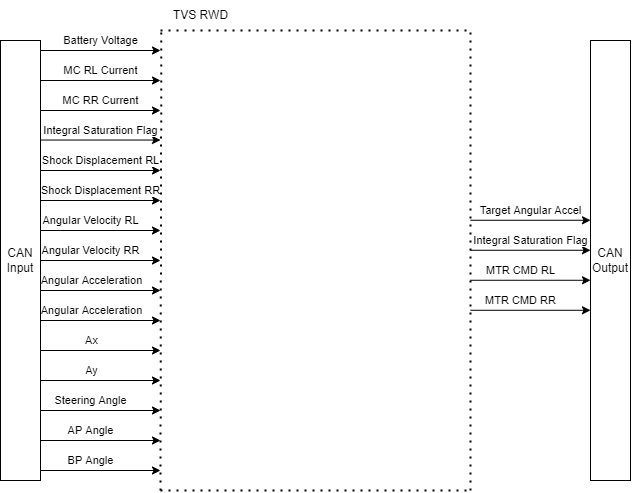 TVS RWD
Battery Voltage
MC RL Current
MC RR Current
Integral Saturation Flag
Shock Displacement RL
Shock Displacement RR
Angular Velocity RL
Angular Velocity RR
Angular Acceleration
Angular Acceleration
Ax
Ay
Steering Angle
AP Angle
BP Angle
CAN
Input
Target Angular Accel
Integral Saturation Flag
MTR CMD RL
MTR CMD RR
CAN
Output